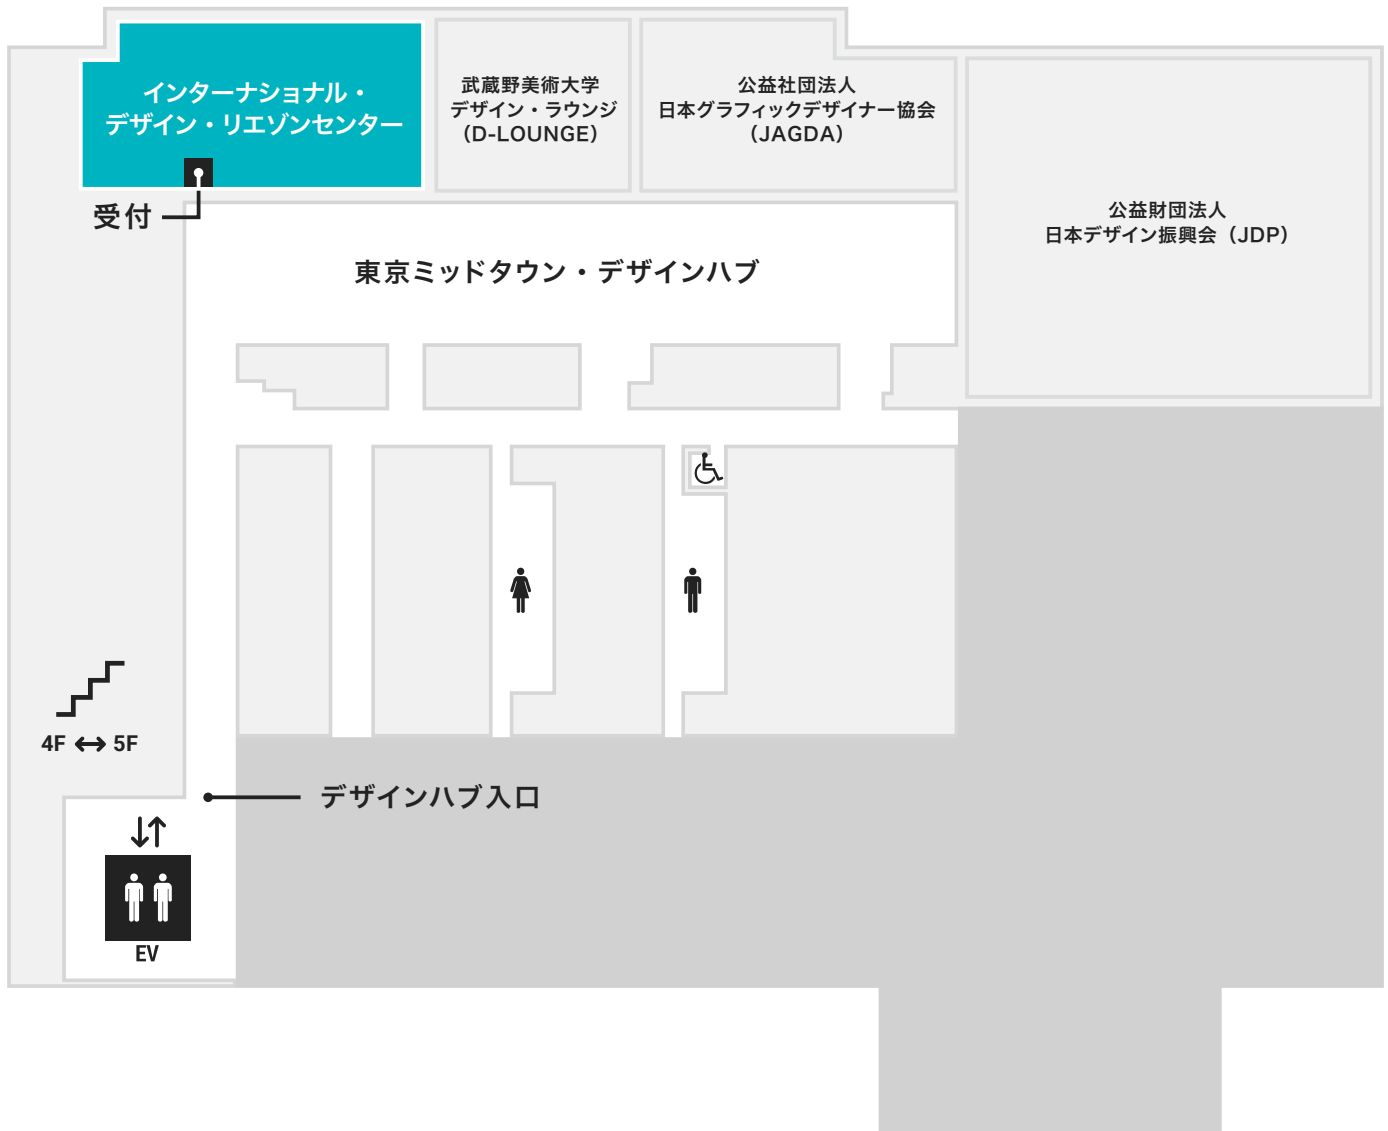 インターナショナル・
デザイン・リエゾンセンター
武蔵野美術大学
デザイン・ラウンジ
（D-LOUNGE）
公益社団法人
日本グラフィックデザイナー協会
（JAGDA）
公益財団法人
日本デザイン振興会（JDP）
受付
東京ミッドタウン・デザインハブ
4F ↔ 5F
デザインハブ入口
EV